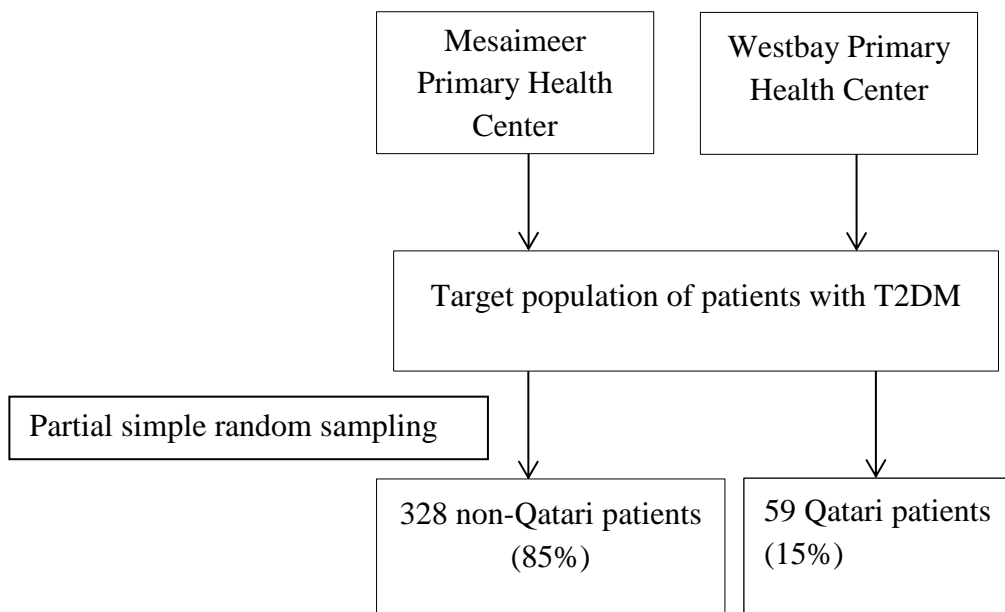 Mesaimeer
Primary Health
Center
Westbay Primary
Health Center
Target population of patients with T2DM
Partial simple random sampling
328 non-Qatari patients
(85%)
59 Qatari patients
(15%)